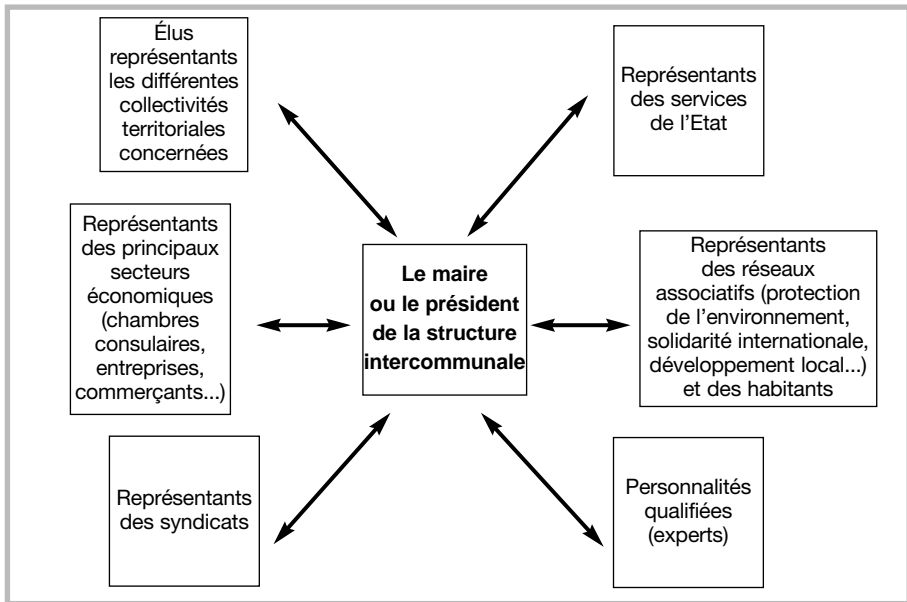 Élus
représentants
les différentes
collectivités
territoriales
concernées
Représentants
des services
de l'Etat
Représentants
des principaux
secteurs
économiques
(chambres
consulaires,
entreprises,
commerçants...)
Le maire
ou le président
de la structure
intercommunale
Représentants
des réseaux
associatifs (protection
de l'environnement,
solidarité internationale,
développement local...)
et des habitants
Représentants
des syndicats
Personnalités
qualifiées
(experts)